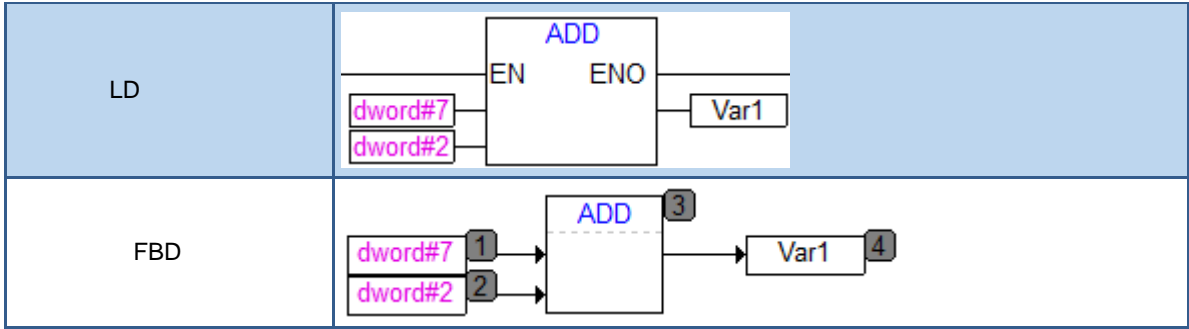 LD
ADD
EN ENO
dword#7 Var1
dword#2
FBD
ADD 3
dword#7 1 Var1 4
dword#2 2